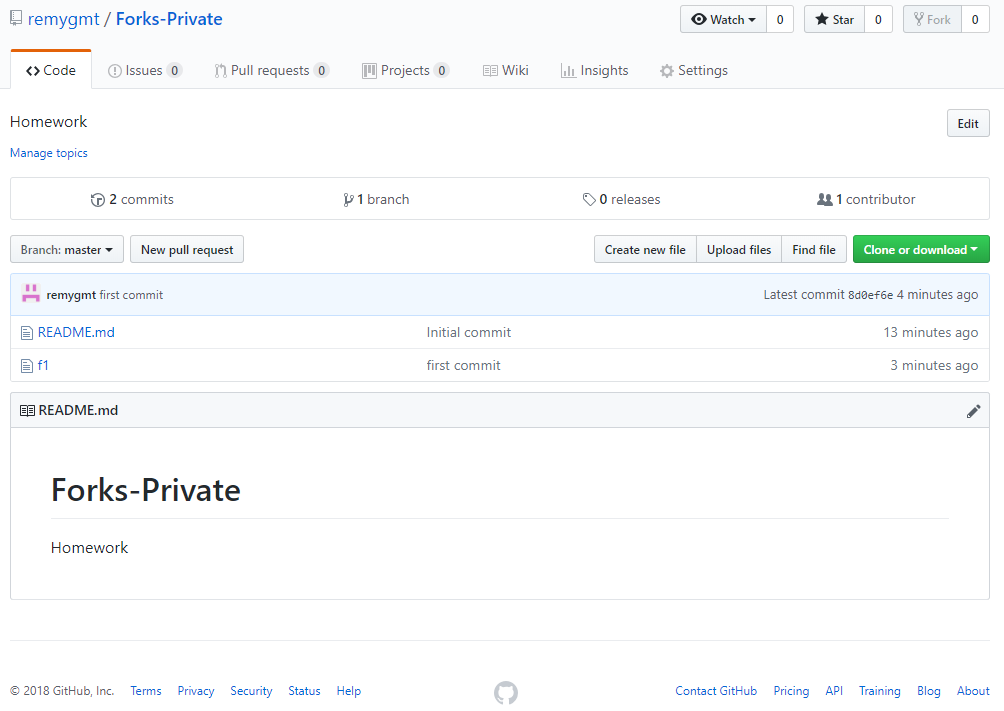 remygmt / Forks-Private Watch 0 Star 0 Fork 0
Code Issues 0 Pull requests 0 Projects 0 Wiki Insights Settings
Homework Edit
Manage topics
2 commits 1 branch 0 releases 1 contributor
Branch: master New pull request Create new file Upload files Find file Clone or download
remygmt first commit Latest commit 8d0ef6e 4 minutes ago
README.md Initial commit 13 minutes ago
f1 first commit 3 minutes ago
README.md
Forks-Private
Homework
© 2018 GitHub, Inc. Terms Privacy Security Status Help Contact GitHub Pricing API Training Blog About